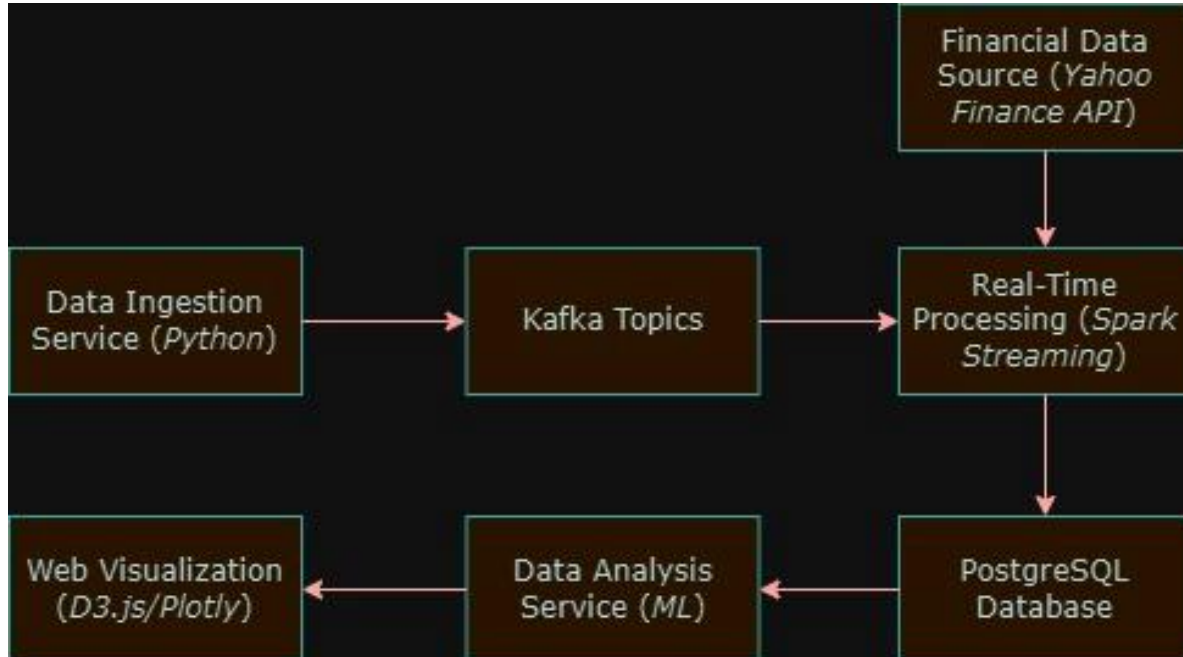 Financial Data
Source (Yahoo
Finance API)
Data Ingestion
Service (Python)
Kafka Topics
Real-Time
Processing (Spark
Streaming)
Web Visualization
(D3.js/Plotly)
Data Analysis
Service (ML)
PostgreSQL
Database